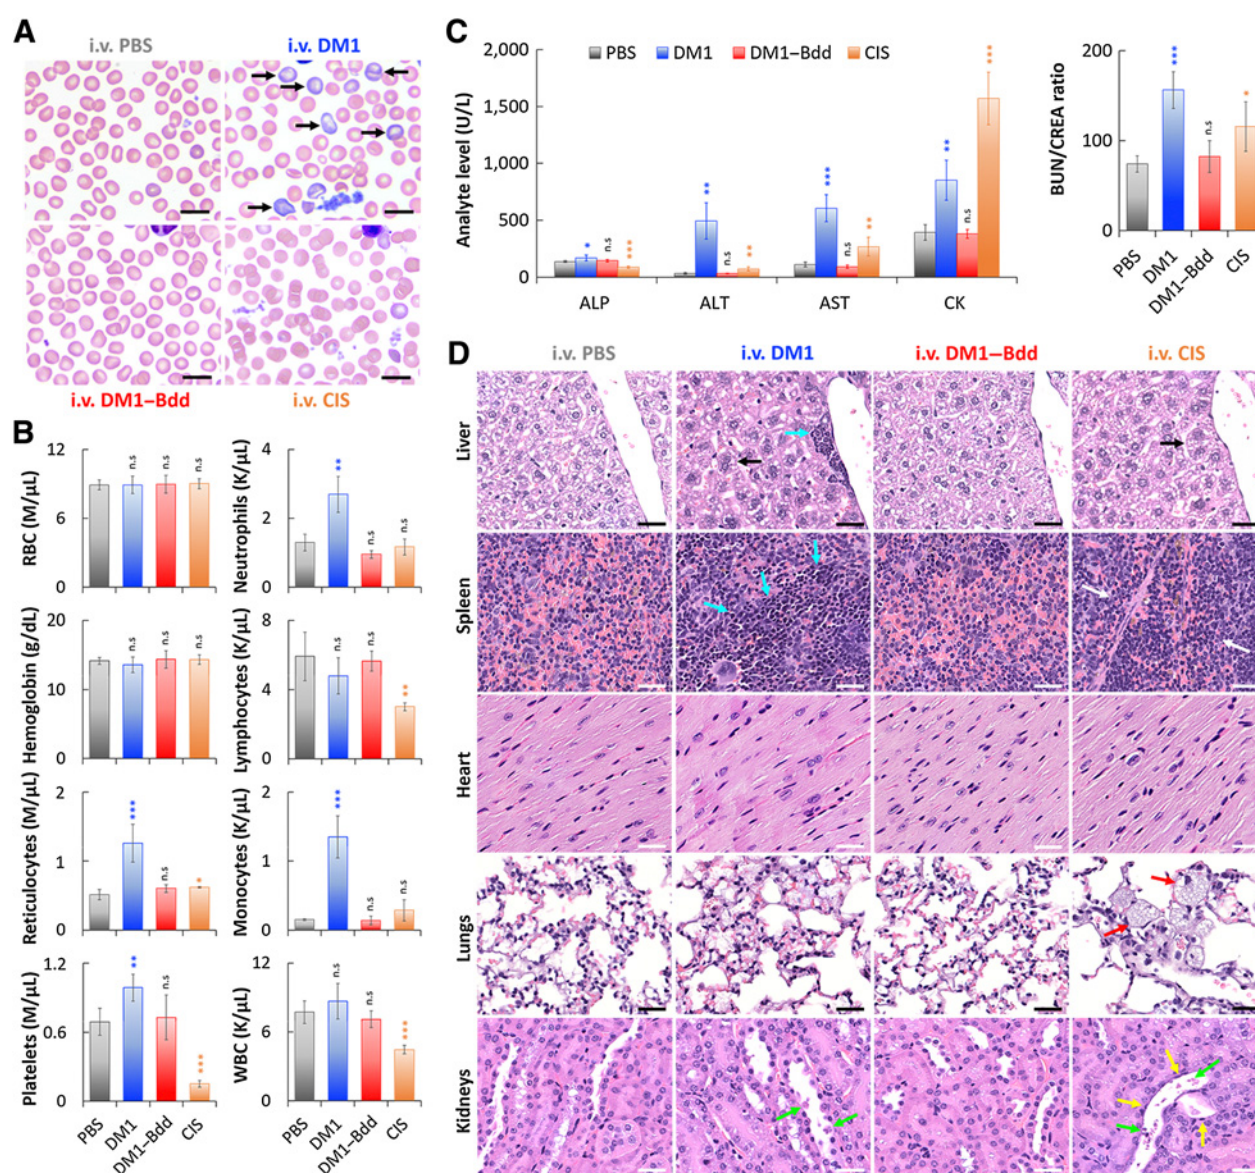 A
i.v. PBS
i.v. DM1
i.v. DM1–Bdd
i.v. CIS
B
RBC (M/µL)
12
6
0
n.s
n.s
n.s
Neutrophils (K/µL)
4
2
0
**
n.s
n.s
Hemoglobin (g/dL)
20
10
0
n.s
n.s
n.s
Lymphocytes (K/µL)
8
4
0
n.s
n.s
**
Reticulocytes (M/µL)
2
1
0
***
n.s
*
Monocytes (K/µL)
2
1
0
***
n.s
n.s
Platelets (M/µL)
1.2
0.6
0
**
n.s
***
PBS
DM1
DM1–Bdd
CIS
WBC (K/µL)
12
6
0
n.s
n.s
***
PBS
DM1
DM1–Bdd
CIS
C
Analyte level (U/L)
2,000
1,500
1,000
500
0
PBS
DM1
DM1–Bdd
CIS
*
n.s
***
**
n.s
**
***
n.s
**
**
n.s
***
ALP
ALT
AST
CK
BUN/CREA ratio
200
100
0
***
n.s
*
PBS
DM1
DM1–Bdd
CIS
D
i.v. PBS
i.v. DM1
i.v. DM1–Bdd
i.v. CIS
Liver
Spleen
Heart
Lungs
Kidneys